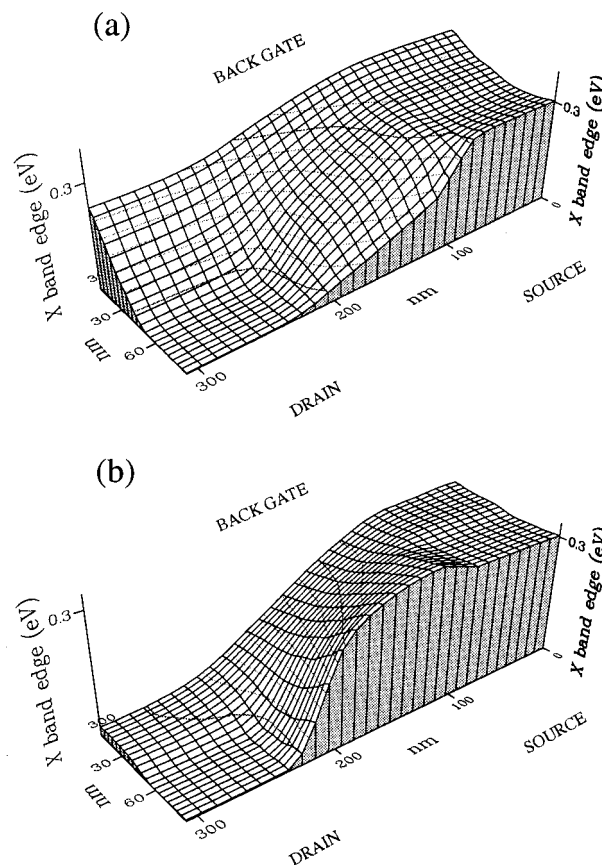 (a)
BACK GATE
X band edge (eV)
0.3
X band edge (eV)
0.3
3
30
nm
60
0
100
nm
200
300
SOURCE
DRAIN
(b)
BACK GATE
X band edge (eV)
0.3
X band edge (eV)
0.3
300
30
nm
60
0
100
nm
200
300
SOURCE
DRAIN